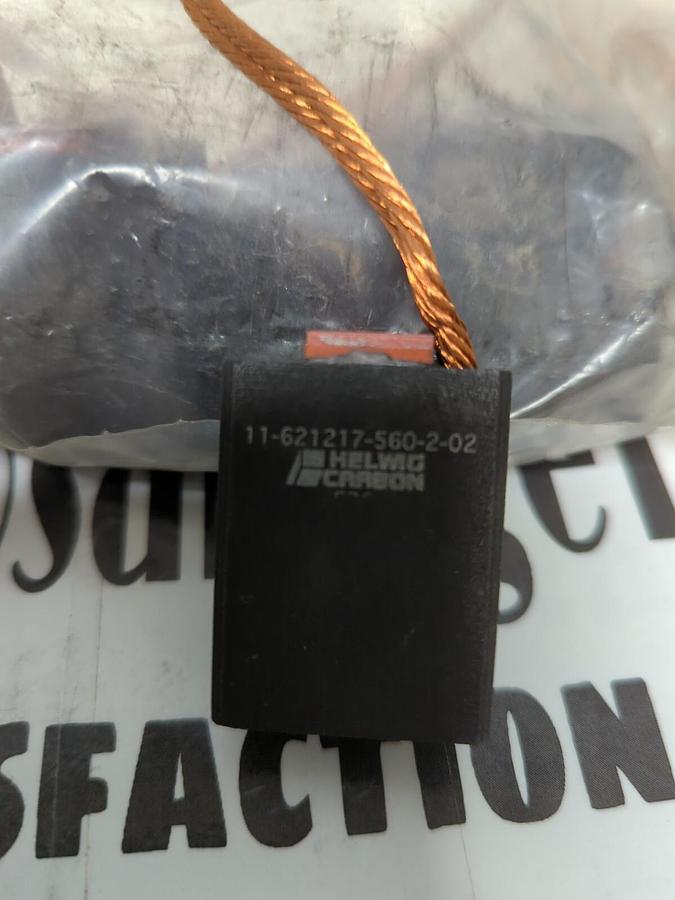 11-621217-560-2-02
HELWIG
CARBON
SFACTION